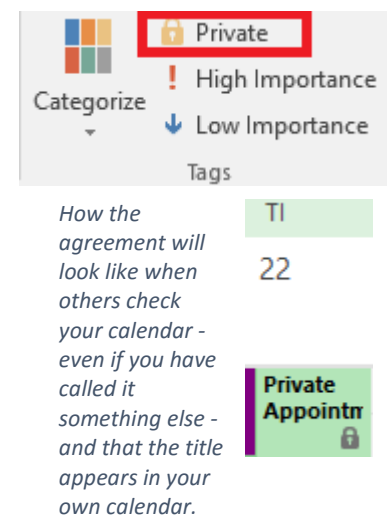 Private
High Importance
Categorize
Low Importance
Tags
How the
agreement will
look like when
others check
your calendar -
even if you have
called it
something else -
and that the title
appears in your
own calendar.
TI
22
Private
Appointm